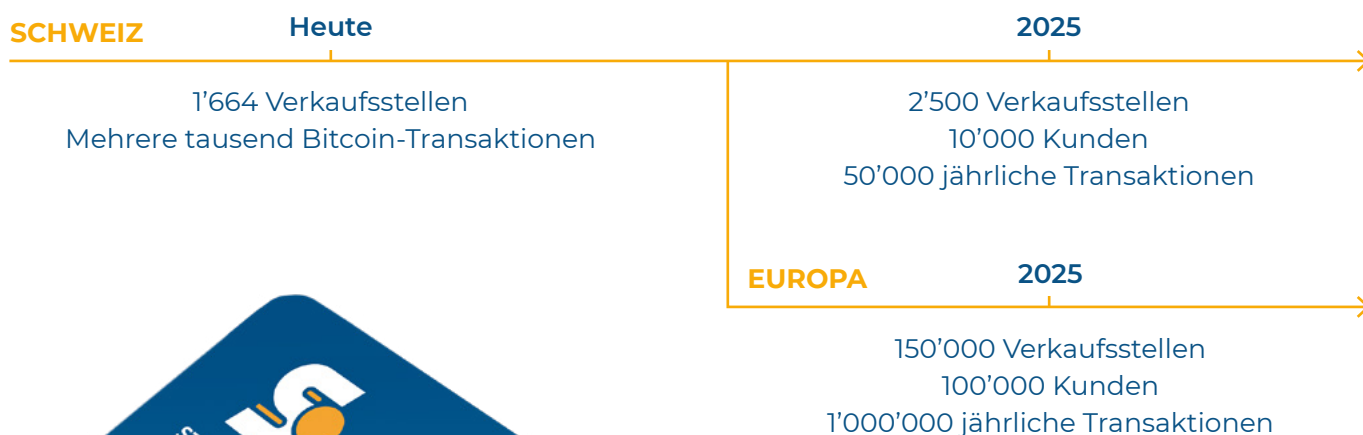 SCHWEIZ
Heute
2025
1’664 Verkaufsstellen
Mehrere tausend Bitcoin-Transaktionen
2’500 Verkaufsstellen
10’000 Kunden
50’000 jährliche Transaktionen
EUROPA
2025
150’000 Verkaufsstellen
100’000 Kunden
1’000’000 jährliche Transaktionen